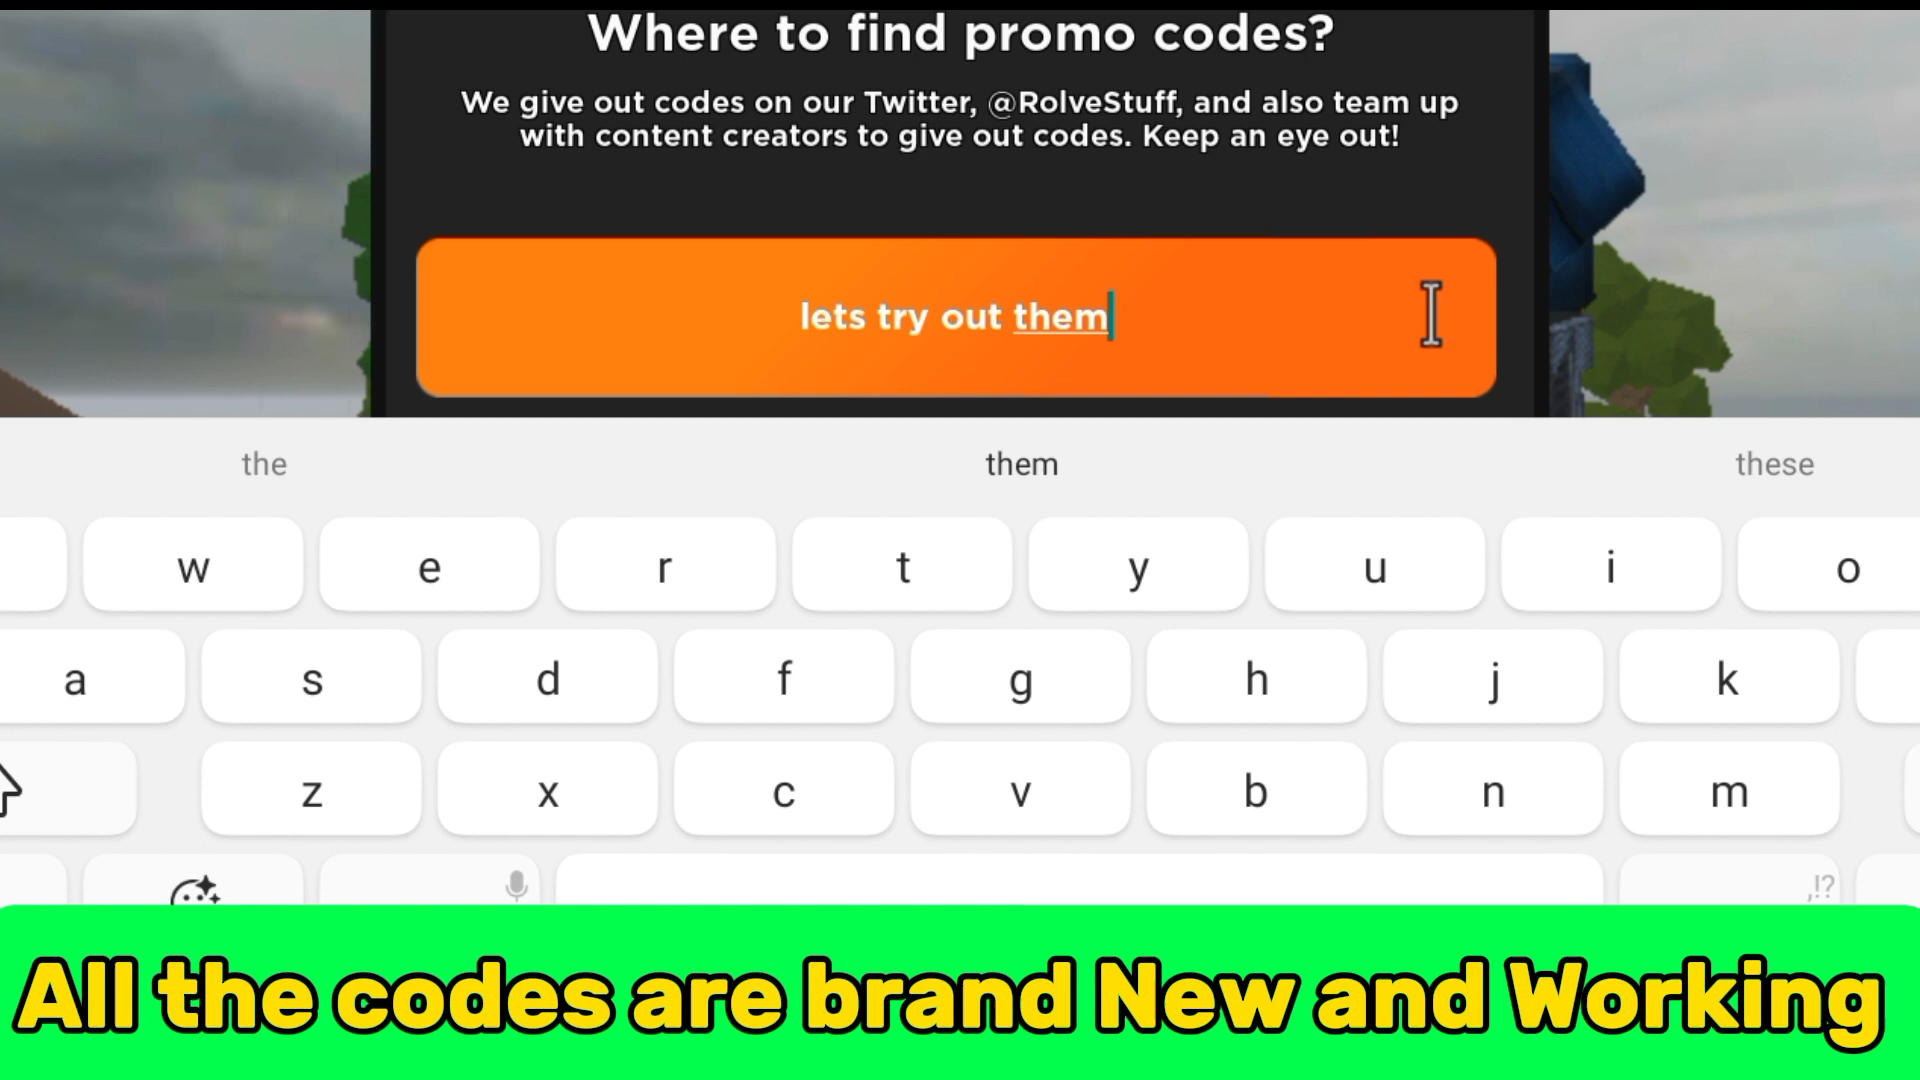 Where to find promo codes?
We give out codes on our Twitter, @RolveStuff, and also team up
with content creators to give out codes. Keep an eye out!
lets try out them
the them these
w e r t y u i o
a s d f g h j k
z x c v b n m
,!?
All the codes are brand New and Working